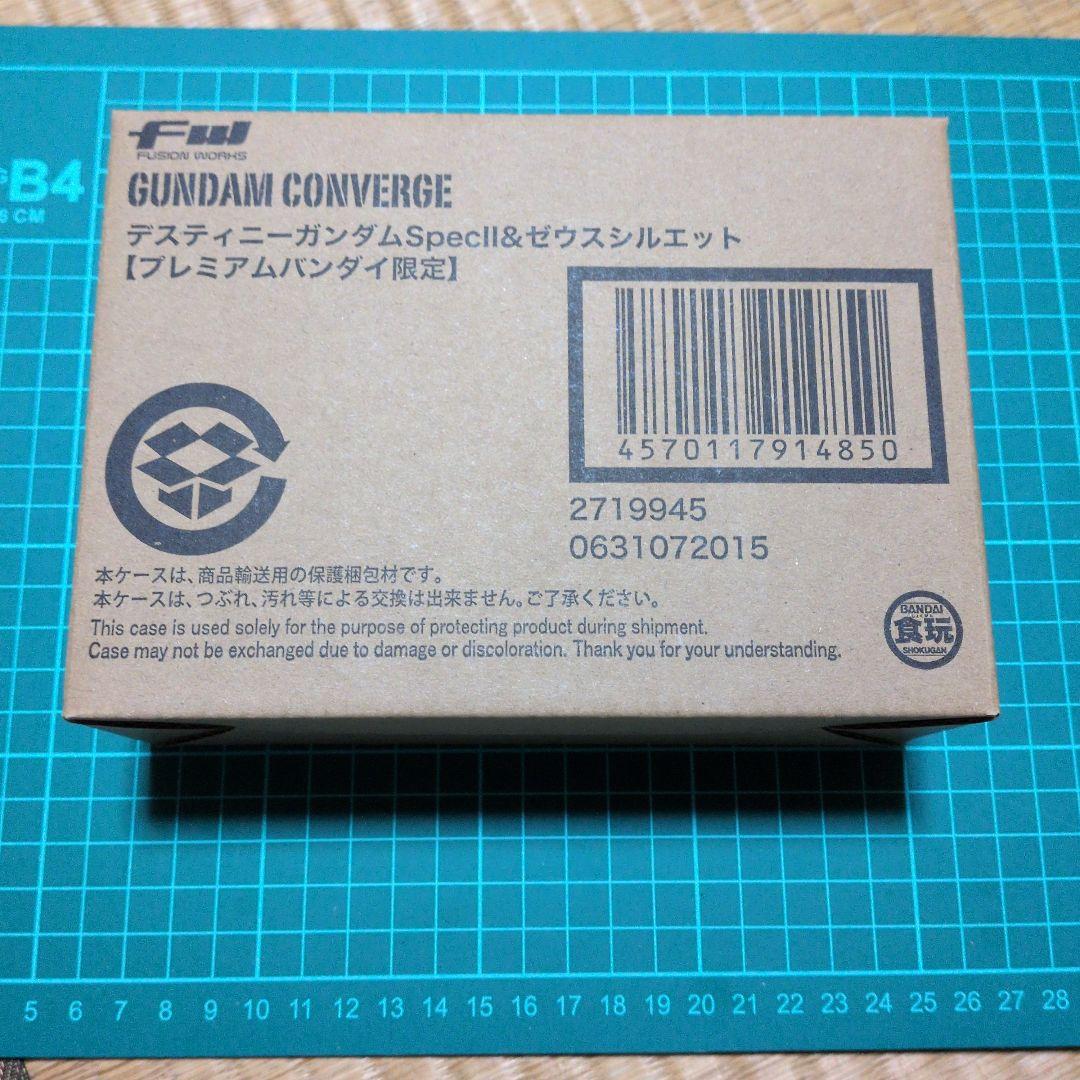 FW
FUSION WORKS
GUNDAM CONVERGE
デスティニーガンダムSpecII&ゼウスシルエット
【プレミアムバンダイ限定】
4570117914850
2719945
0631072015
本ケースは、商品輸送用の保護梱包材です。
本ケースは、つぶれ、汚れ等による交換は出来ません。ご了承ください。
This case is used solely for the purpose of protecting product during shipment.
Case may not be exchanged due to damage or discoloration. Thank you for your understanding.
BANDAI
食玩
SHOKUGAN
B4
CM
5 6 7 8 9 10 11 12 13 14 15 16 17 18 19 20 21 22 23 24 25 26 27 28